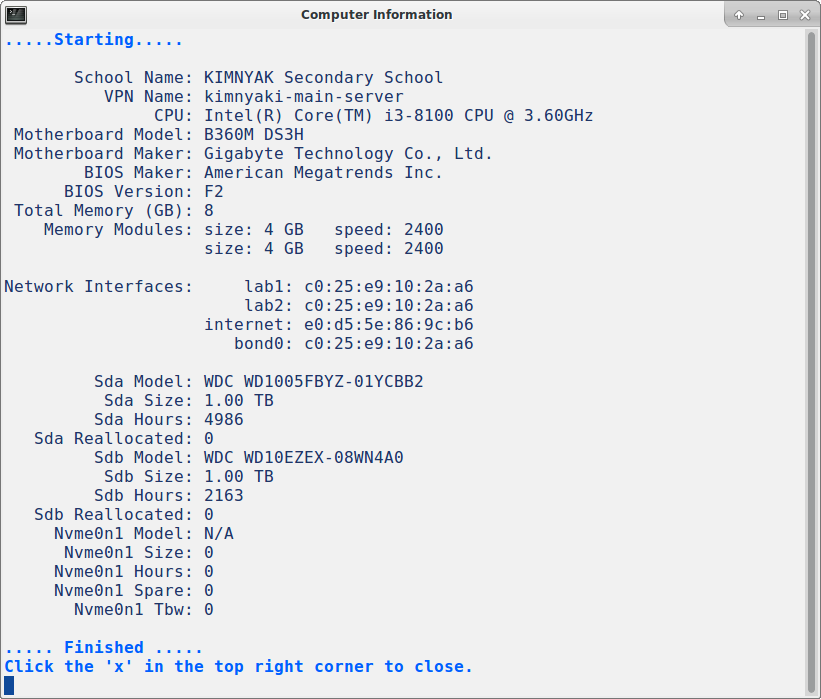 Computer Information
.....Starting.....
School Name: KIMNYAK Secondary School
VPN Name: kimnyaki-main-server
CPU: Intel(R) Core(TM) i3-8100 CPU @ 3.60GHz
Motherboard Model: B360M DS3H
Motherboard Maker: Gigabyte Technology Co., Ltd.
BIOS Maker: American Megatrends Inc.
BIOS Version: F2
Total Memory (GB): 8
Memory Modules: size: 4 GB   speed: 2400
size: 4 GB   speed: 2400
Network Interfaces:     lab1: c0:25:e9:10:2a:a6
lab2: c0:25:e9:10:2a:a6
internet: e0:d5:5e:86:9c:b6
bond0: c0:25:e9:10:2a:a6
Sda Model: WDC WD1005FBYZ-01YCBB2
Sda Size: 1.00 TB
Sda Hours: 4986
Sda Reallocated: 0
Sdb Model: WDC WD10EZEX-08WN4A0
Sdb Size: 1.00 TB
Sdb Hours: 2163
Sdb Reallocated: 0
Nvme0n1 Model: N/A
Nvme0n1 Size: 0
Nvme0n1 Hours: 0
Nvme0n1 Spare: 0
Nvme0n1 Tbw: 0
..... Finished .....
Click the 'x' in the top right corner to close.